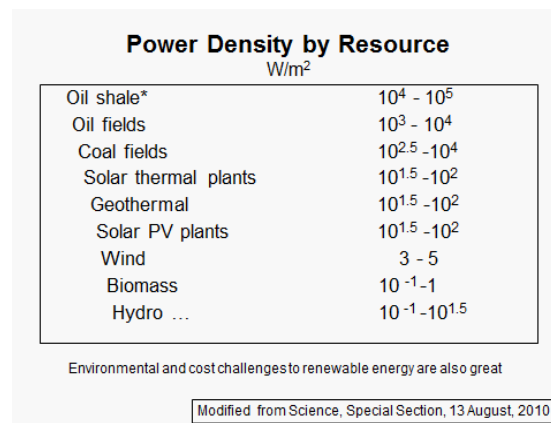 Power Density by Resource
W/m²
Oil shale* 10⁴ - 10⁵
Oil fields 10³ - 10⁴
Coal fields 10²·⁵ -10⁴
Solar thermal plants 10¹·⁵ -10²
Geothermal 10¹·⁵ -10²
Solar PV plants 10¹·⁵ -10²
Wind 3 - 5
Biomass 10 ⁻¹ -1
Hydro ... 10 ⁻¹ -10¹·⁵
Environmental and cost challenges to renewable energy are also great
Modified from Science, Special Section, 13 August, 2010